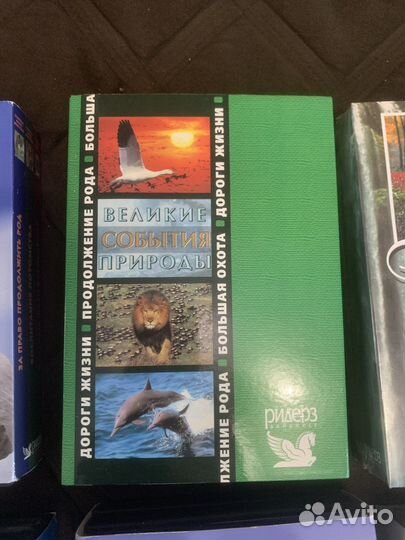 ДОРОГИ ЖИЗНИ ПРОДОЛЖЕНИЕ РОДА БОЛЬША
ВЕЛИКИЕ
СОБЫТИЯ
ПРИРОДЫ
ЛЖЕНИЕ РОДА БОЛЬШАЯ ОХОТА ДОРОГИ ЖИЗНИ
РИДЕРЗ
ДАЙДЖЕСТ
ЗА ПРАВО ПРОДОЛЖИТЬ РОД
Avito